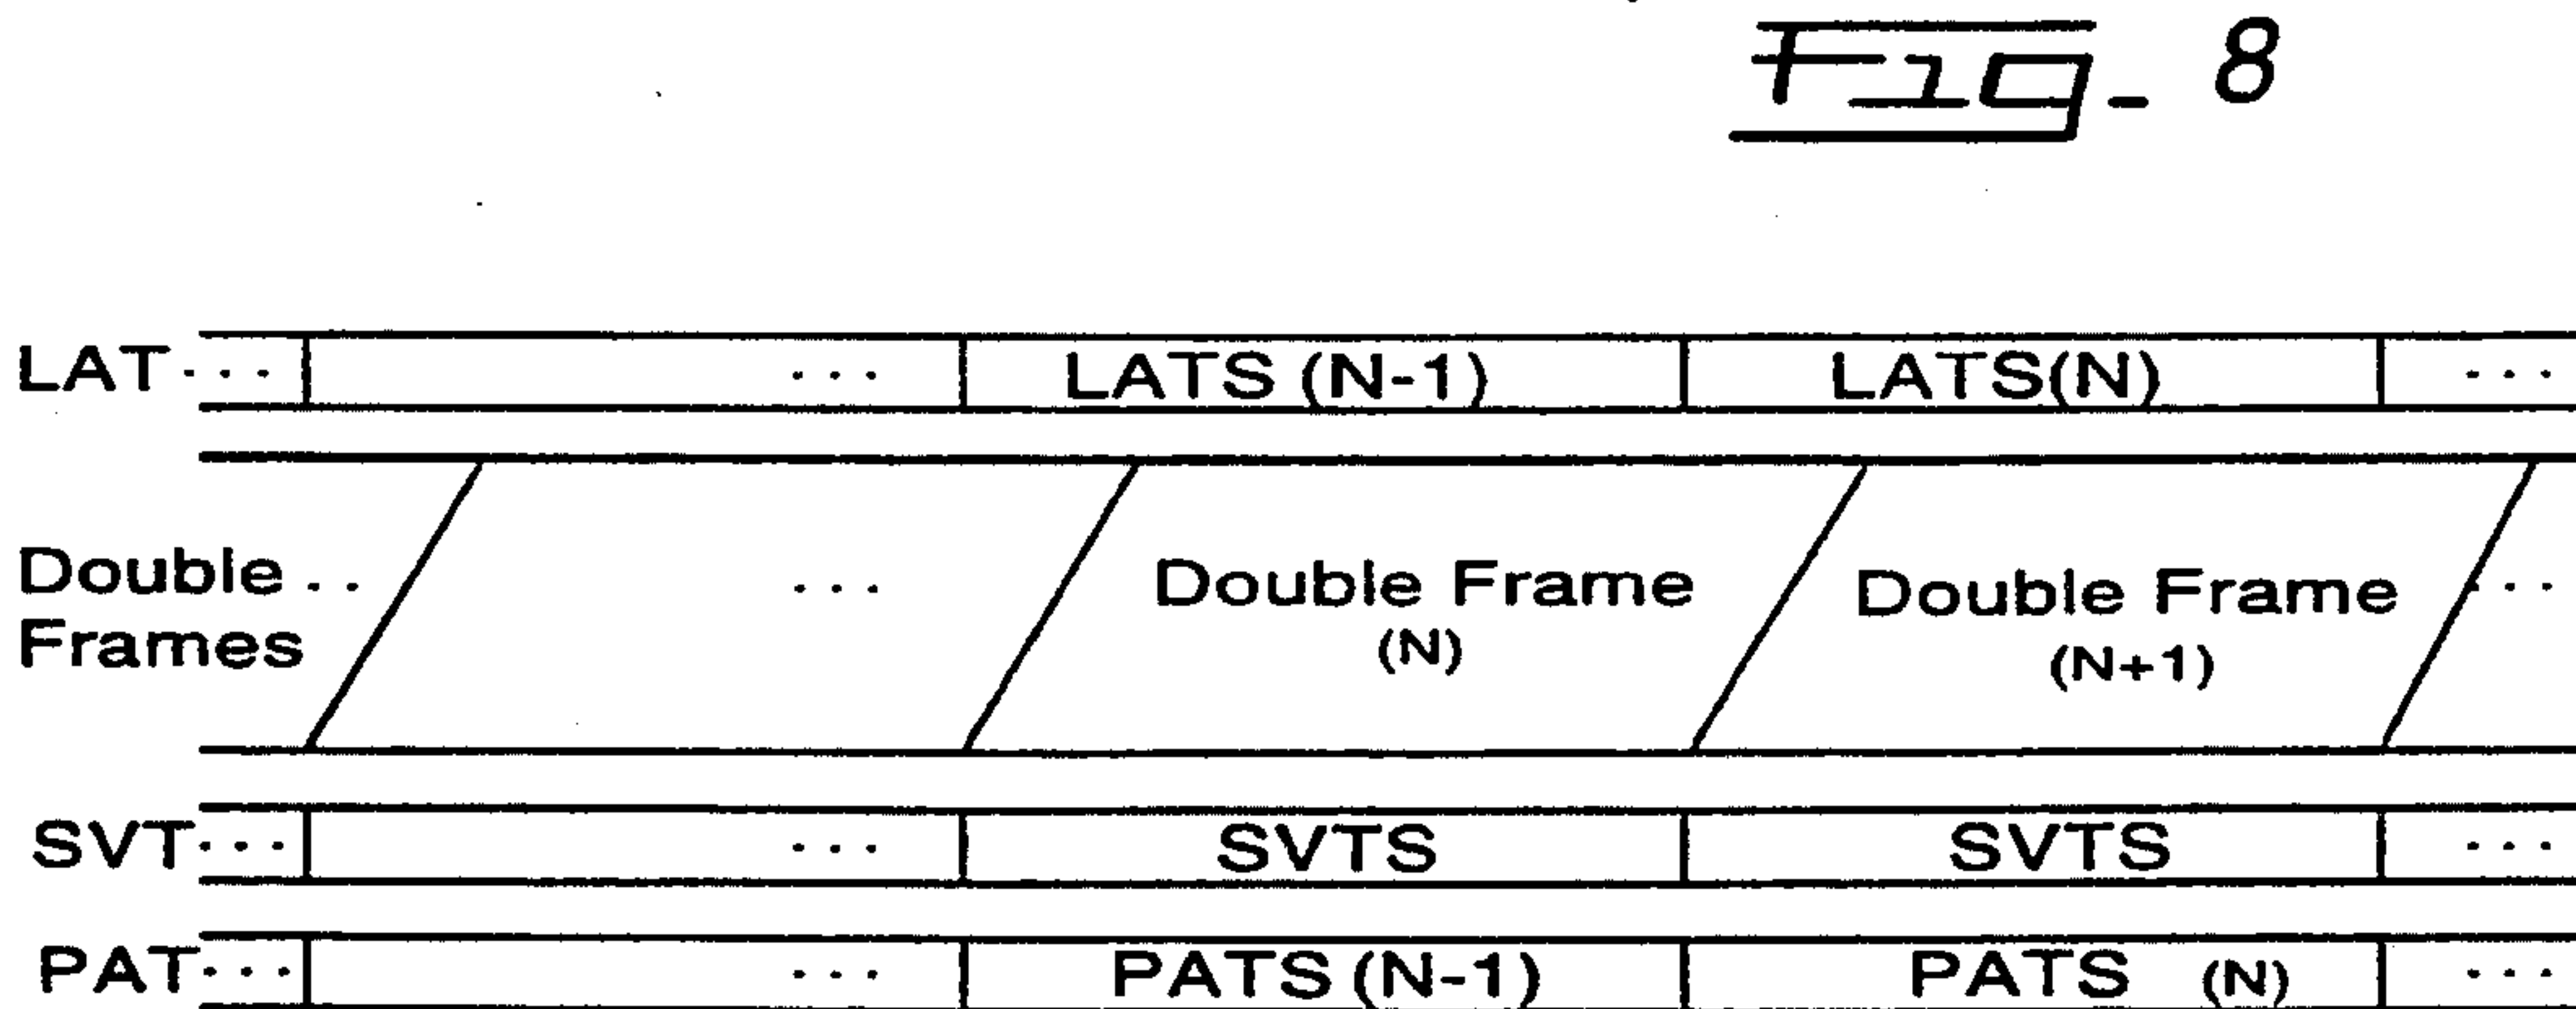 Fig. 8
LAT ... ... LATS (N-1) LATS(N) ...
Double Frames .. ... Double Frame (N) Double Frame (N+1) ...
SVT ... ... SVTS SVTS ...
PAT ... ... PATS (N-1) PATS (N) ...